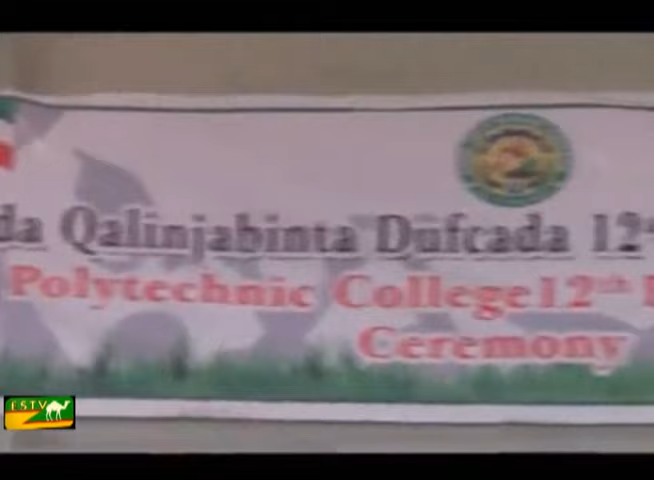 da Qalinjabinta Dufcada 12
Polytechnic College 12th
Ceremony
ESTV